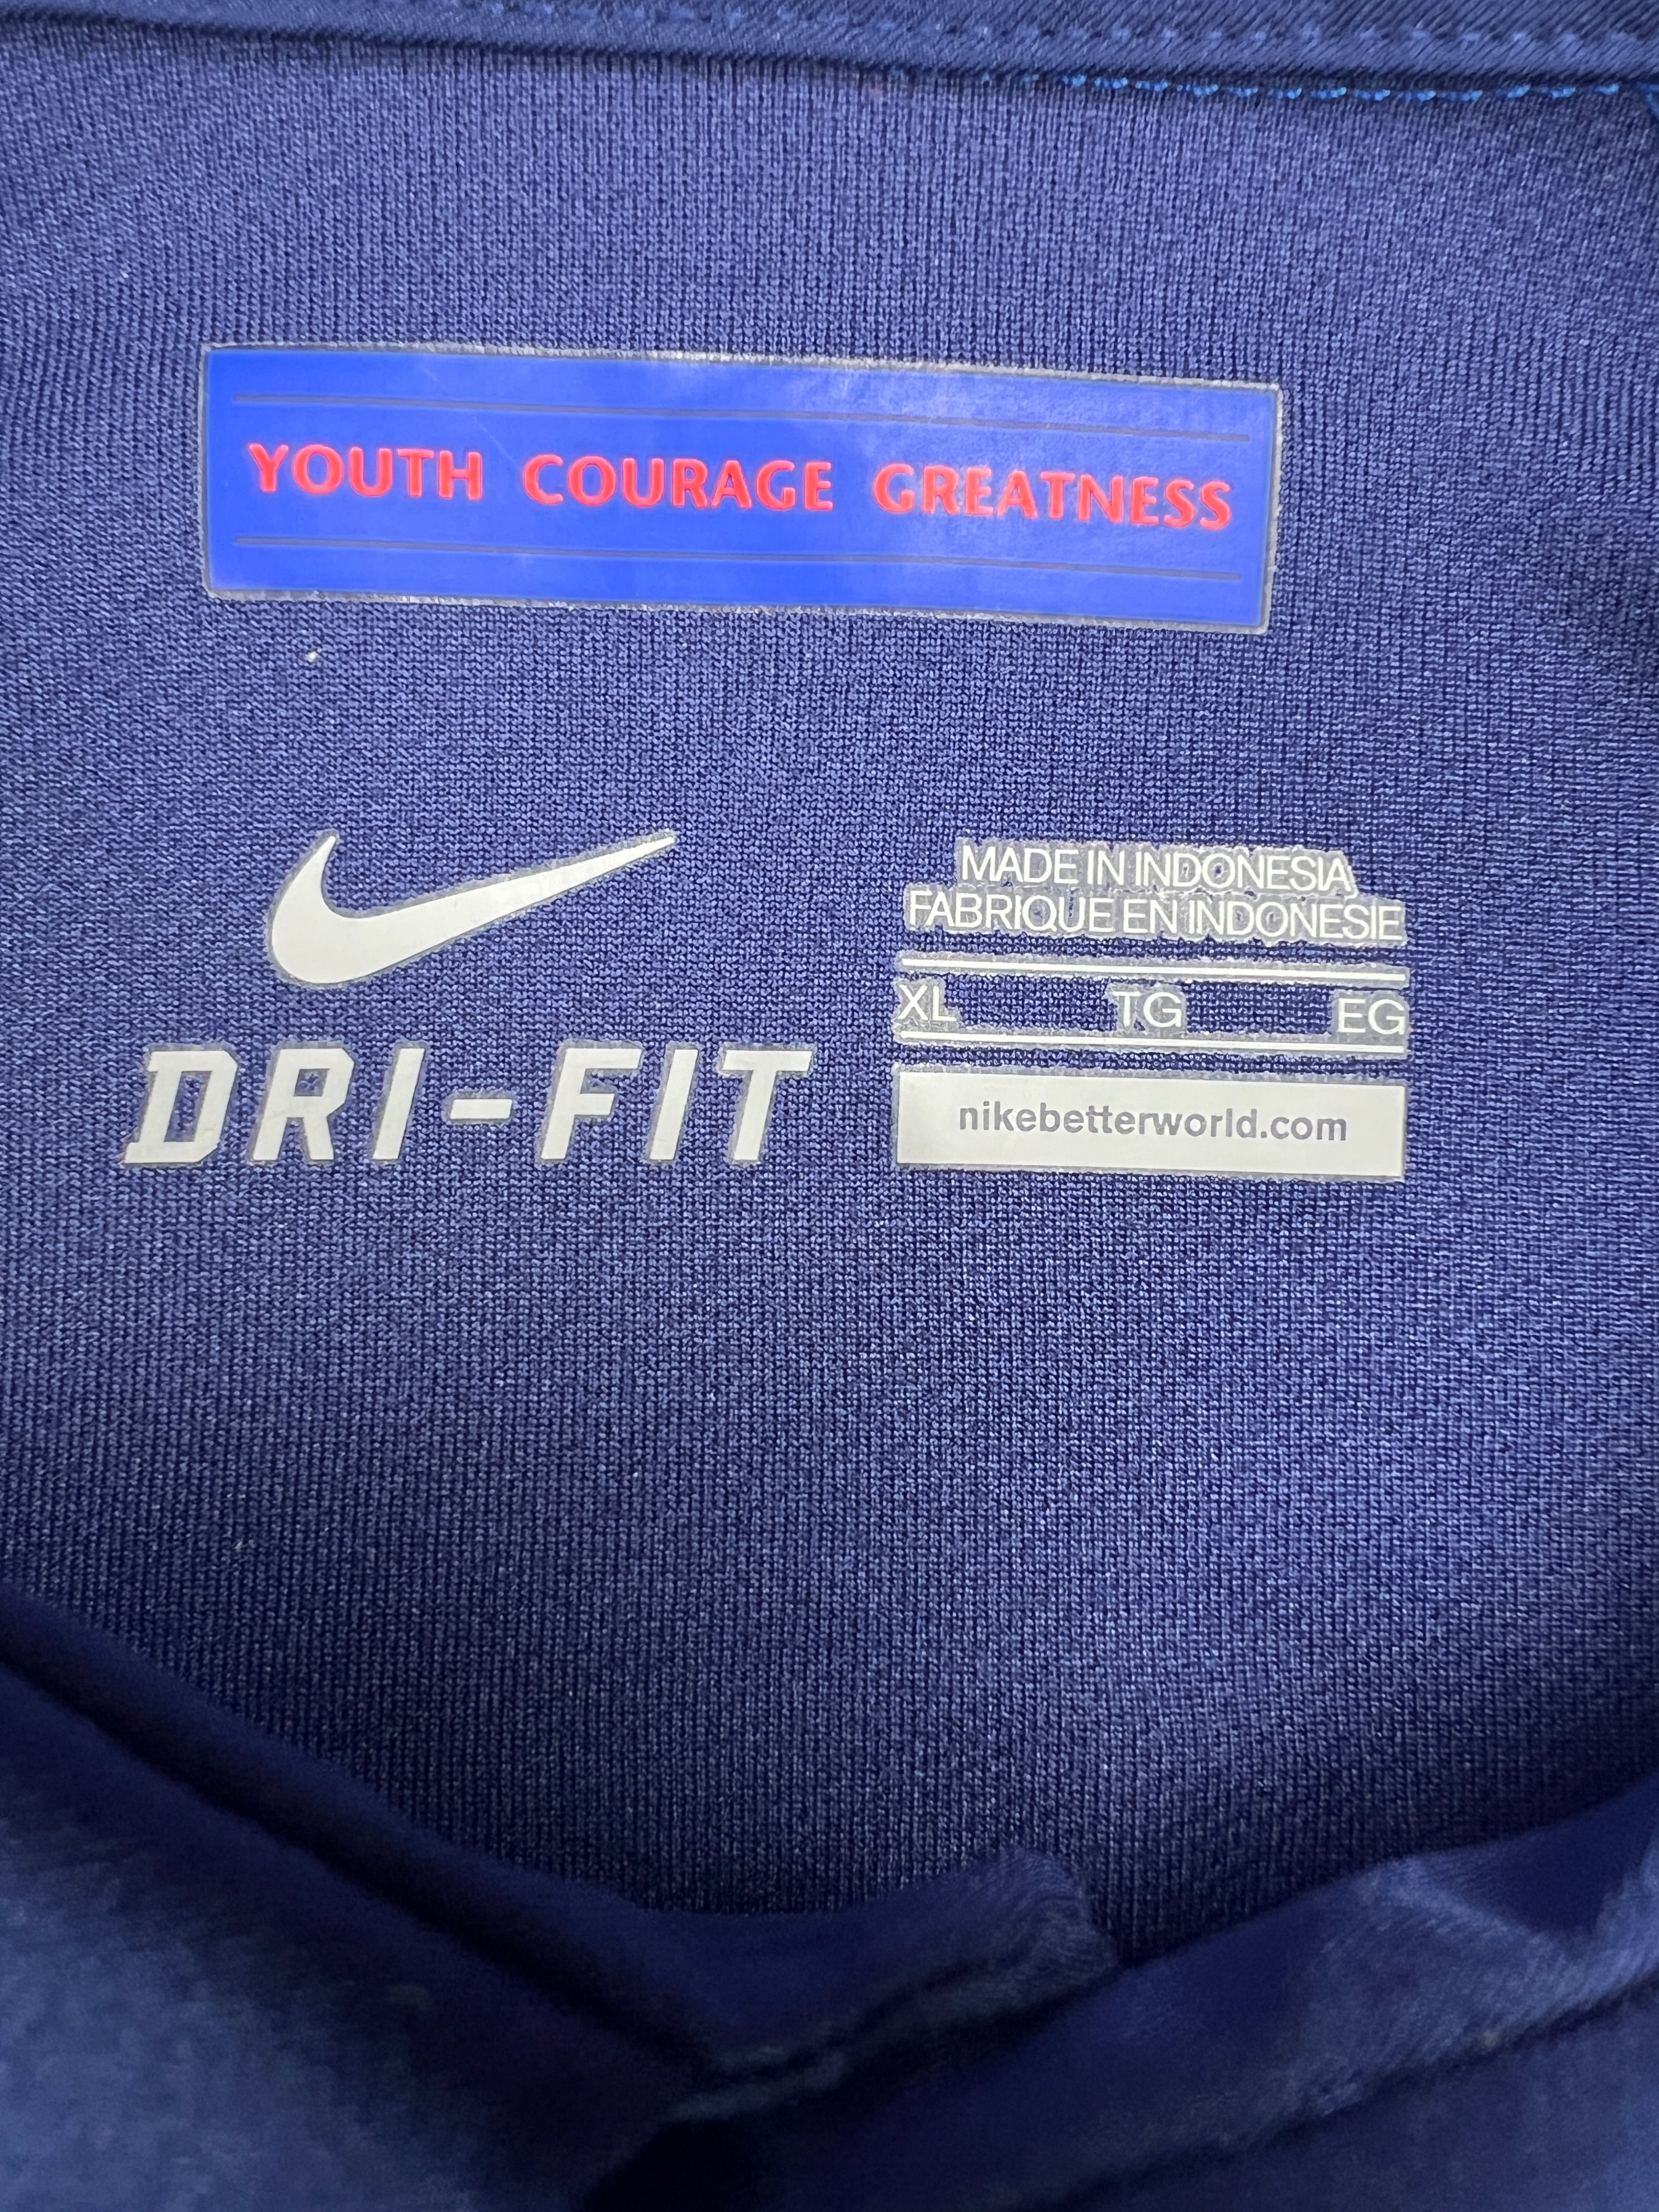 YOUTH COURAGE GREATNESS
DRI-FIT
MADE IN INDONESIA
FABRIQUE EN INDONESIE
XL TG EG
nikebetterworld.com